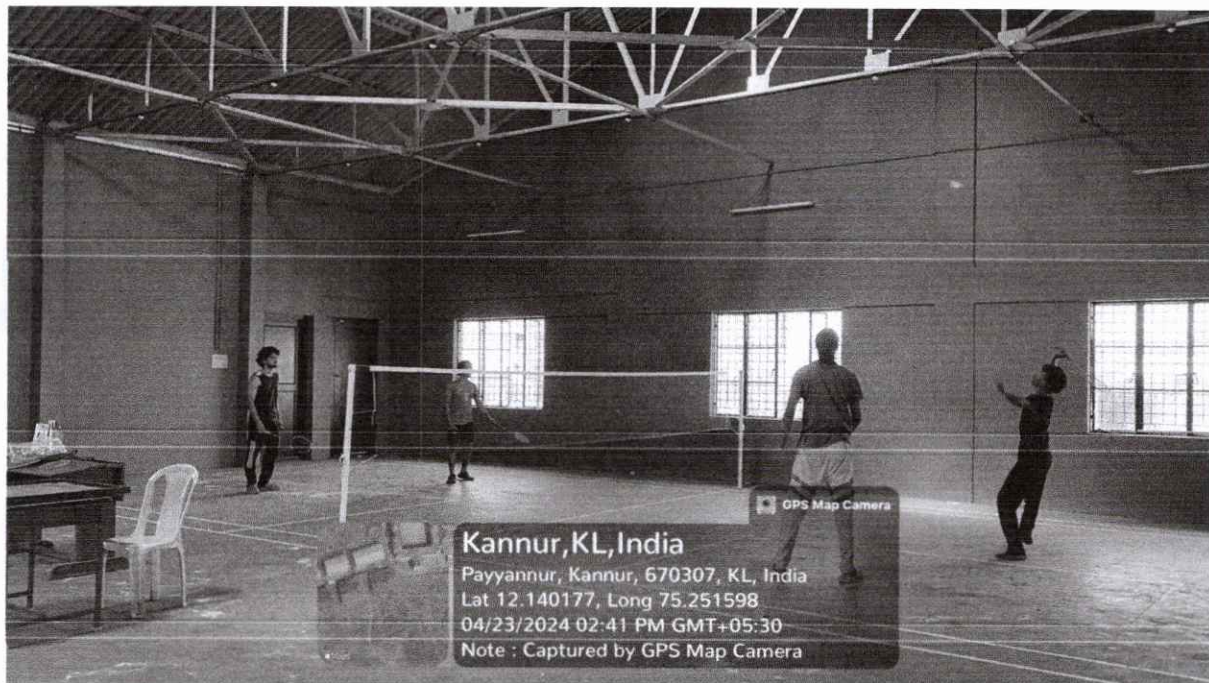 GPS Map Camera
Kannur,KL,India
Payyannur, Kannur, 670307, KL, India
Lat 12.140177, Long 75.251598
04/23/2024 02:41 PM GMT+05:30
Note : Captured by GPS Map Camera